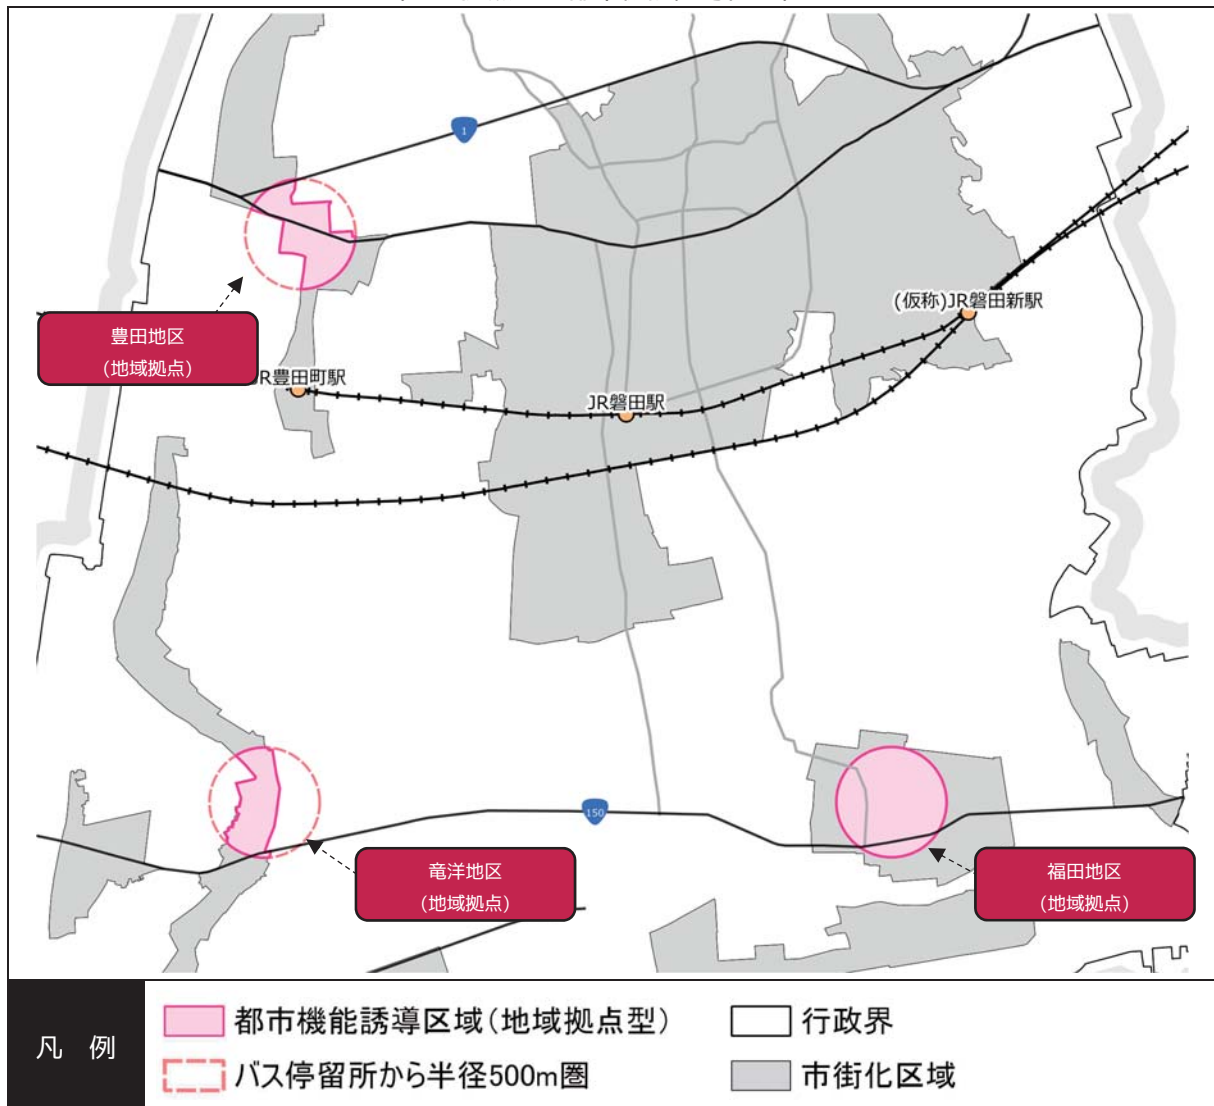 1
(仮称)JR磐田新駅
豊田地区
(地域拠点)
R豊田町駅
JR磐田駅
150
竜洋地区
(地域拠点)
福田地区
(地域拠点)
凡 例
都市機能誘導区域(地域拠点型)
行政界
バス停留所から半径500m圏
市街化区域